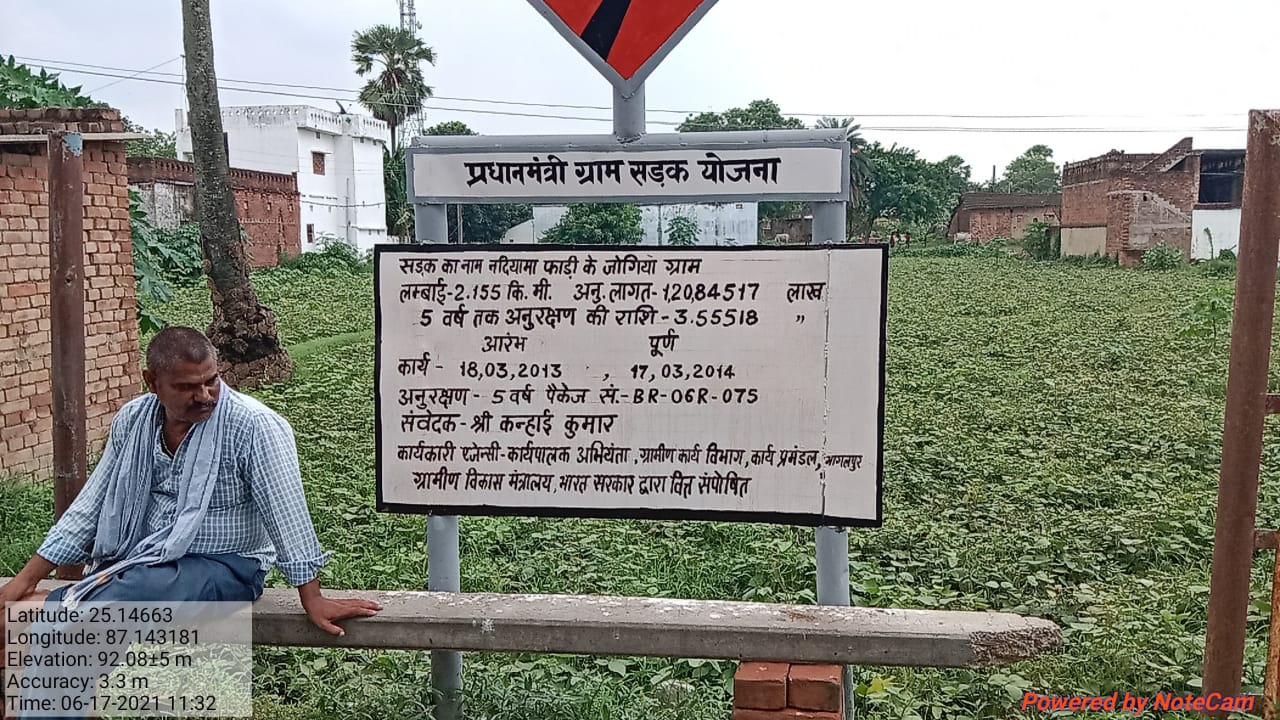 प्रधानमंत्री ग्राम सड़क योजना
सड़क का नाम नदियामा फाड़ी के जोगिया ग्राम
लम्बाई-2.155 कि.मी. अनु.लागत-1,20,84517 लाख
5 वर्ष तक अनुरक्षण की राशि-3.55518 "
आरंभ पूर्ण
कार्य - 18,03,2013 , 17,03,2014
अनुरक्षण - 5 वर्ष पैकेज सं.-BR-06R-075
संवेदक-श्री कन्हाई कुमार
कार्यकारी एजेन्सी-कार्यपालक अभियंता ,ग्रामीण कार्य विभाग,कार्य प्रमंडल, भागलपुर
ग्रामीण विकास मंत्रालय,भारत सरकार द्वारा वित्त संपोषित
Latitude: 25.14663
Longitude: 87.143181
Elevation: 92.08±5 m
Accuracy: 3.3 m
Time: 06-17-2021 11:32
Powered by NoteCam